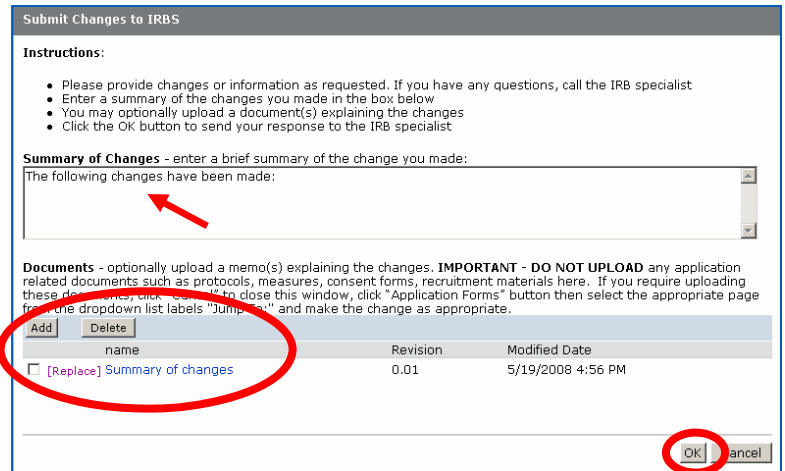 Submit Changes to IRBS
Instructions:
• Please provide changes or information as requested. If you have any questions, call the IRB specialist
• Enter a summary of the changes you made in the box below
• You may optionally upload a document(s) explaining the changes
• Click the OK button to send your response to the IRB specialist
Summary of Changes - enter a brief summary of the change you made:
The following changes have been made:
Documents - optionally upload a memo(s) explaining the changes. IMPORTANT - DO NOT UPLOAD any application
related documents such as protocols, measures, consent forms, recruitment materials here. If you require uploading
these documents, click "Cancel" to close this window, click "Application Forms" button then select the appropriate page
from the dropdown list labels "Jump To:" and make the change as appropriate.
Add Delete
name Revision Modified Date
[Replace] Summary of changes 0.01 5/19/2008 4:56 PM
OK Cancel